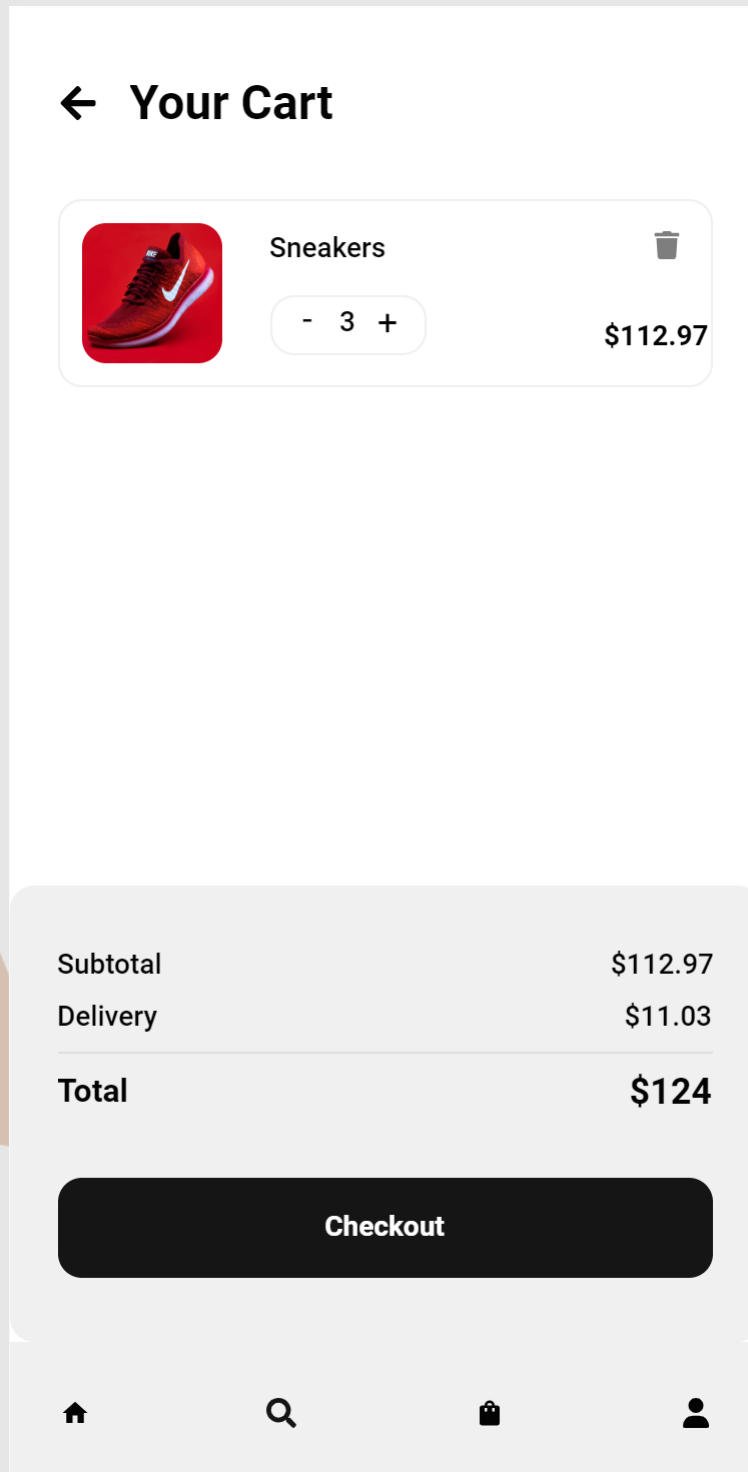 Your Cart
Sneakers
- 3 +
$112.97
Subtotal $112.97
Delivery $11.03
Total $124
Checkout